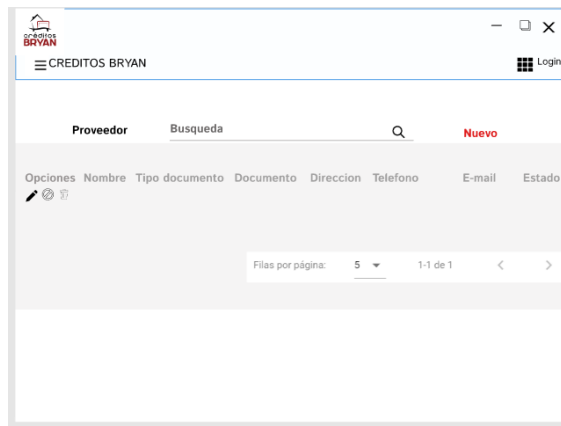 créditos
BRYAN
CREDITOS BRYAN
Login
Proveedor
Busqueda
Nuevo
Opciones Nombre Tipo documento Documento Direccion Telefono E-mail Estado
Filas por página: 5 1-1 de 1